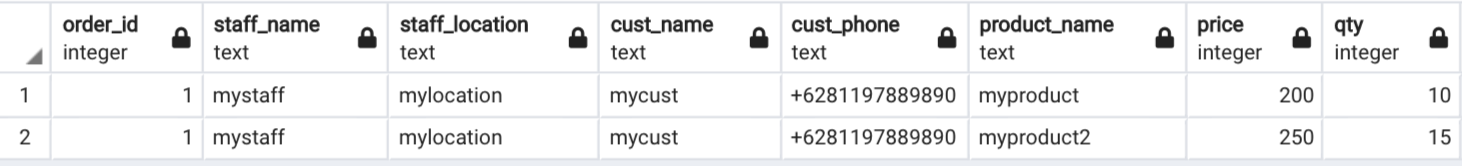 order_id staff_name staff_location cust_name cust_phone product_name price qty
integer text text text text text integer integer
1 1 mystaff mylocation mycust +6281197889890 myproduct 200 10
2 1 mystaff mylocation mycust +6281197889890 myproduct2 250 15